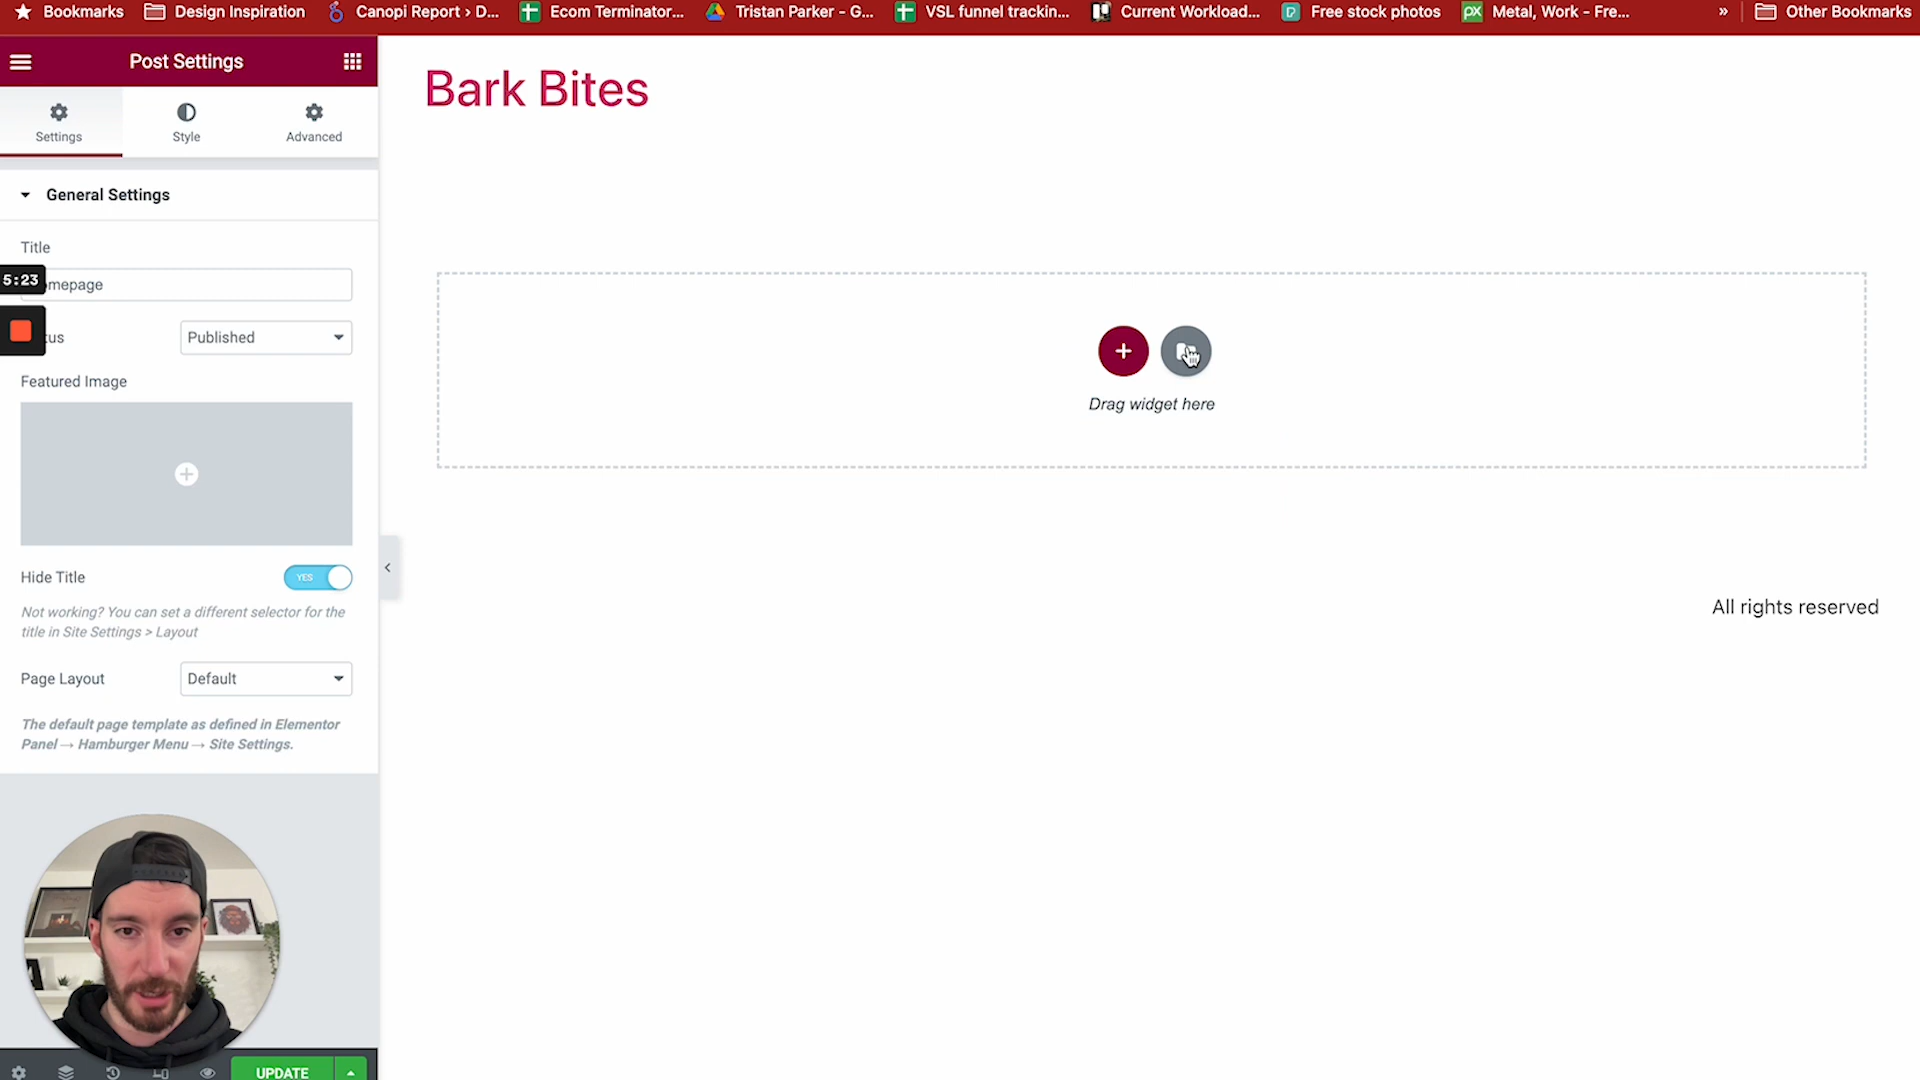 Bookmarks
Design Inspiration
Canopi Report > D...
Ecom Terminator...
Tristan Parker - G...
VSL funnel trackin...
Current Workload...
Free stock photos
Metal, Work - Fre...
»
Other Bookmarks
Post Settings
Settings
Style
Advanced
General Settings
Title
5:23
mepage
tus
Published
Featured Image
Hide Title
YES
Not working? You can set a different selector for the
title in Site Settings > Layout
Page Layout
Default
The default page template as defined in Elementor
Panel → Hamburger Menu → Site Settings.
UPDATE
Bark Bites
Drag widget here
All rights reserved